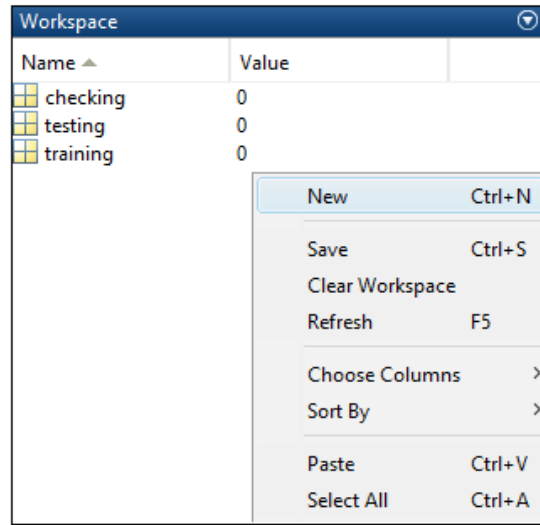 Workspace
Name Value
checking 0
testing 0
training 0
New Ctrl+N
Save Ctrl+S
Clear Workspace
Refresh F5
Choose Columns
Sort By
Paste Ctrl+V
Select All Ctrl+A